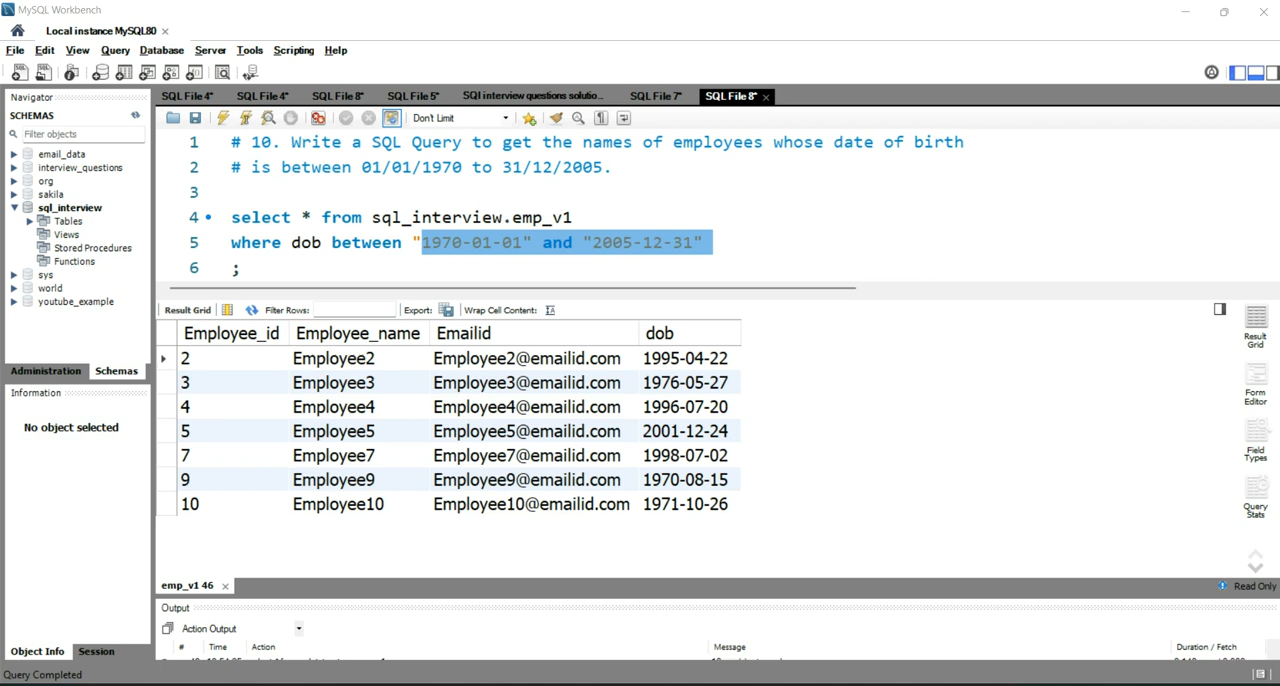 MySQL Workbench
Local instance MySQL80
File Edit View Query Database Server Tools Scripting Help
Navigator
SCHEMAS
Filter objects
email_data
interview_questions
org
sakila
sql_interview
Tables
Views
Stored Procedures
Functions
sys
world
youtube_example
Administration Schemas
Information
No object selected
Object Info Session
Query Completed
SQL File 4* SQL File 4* SQL File 8* SQL File 5* SQl interview questions solutio... SQL File 7* SQL File 8*
Don't Limit
1 # 10. Write a SQL Query to get the names of employees whose date of birth
2 # is between 01/01/1970 to 31/12/2005.
3
4 select * from sql_interview.emp_v1
5 where dob between "1970-01-01" and "2005-12-31"
6 ;
Result Grid Filter Rows: Export: Wrap Cell Content: IA
Employee_id Employee_name Emailid dob
2 Employee2 Employee2@emailid.com 1995-04-22
3 Employee3 Employee3@emailid.com 1976-05-27
4 Employee4 Employee4@emailid.com 1996-07-20
5 Employee5 Employee5@emailid.com 2001-12-24
7 Employee7 Employee7@emailid.com 1998-07-02
9 Employee9 Employee9@emailid.com 1970-08-15
10 Employee10 Employee10@emailid.com 1971-10-26
Result
Grid
Form
Editor
Field
Types
Query
Stats
emp_v1 46
Read Only
Output
Action Output
# Time Action Message Duration / Fetch